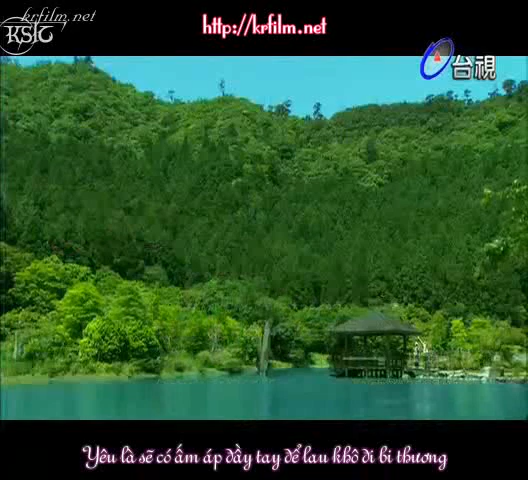 krfilm.net
KST
http://krfilm.net
台視
Yêu là sẽ có ấm áp đầy tay để lau khô đi bi thương